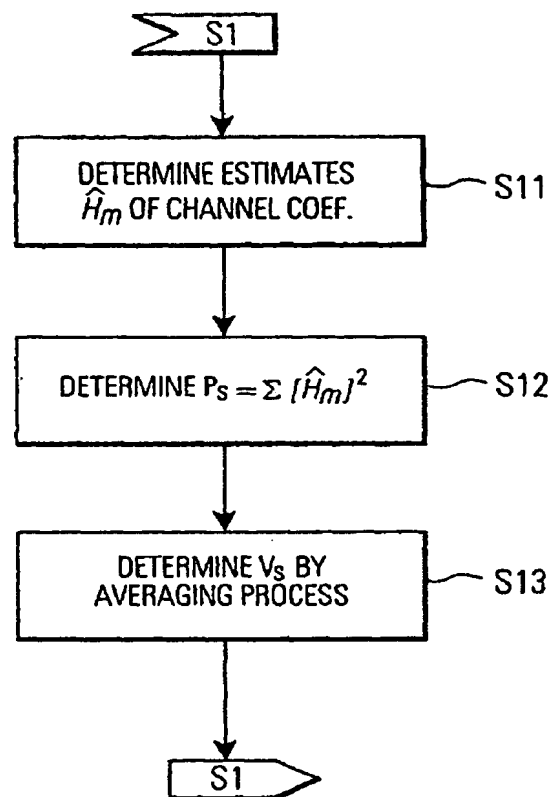 S1
DETERMINE ESTIMATES
Ĥm OF CHANNEL COEF.
S11
DETERMINE PS = Σ [Ĥm]²
S12
DETERMINE VS BY
AVERAGING PROCESS
S13
S1